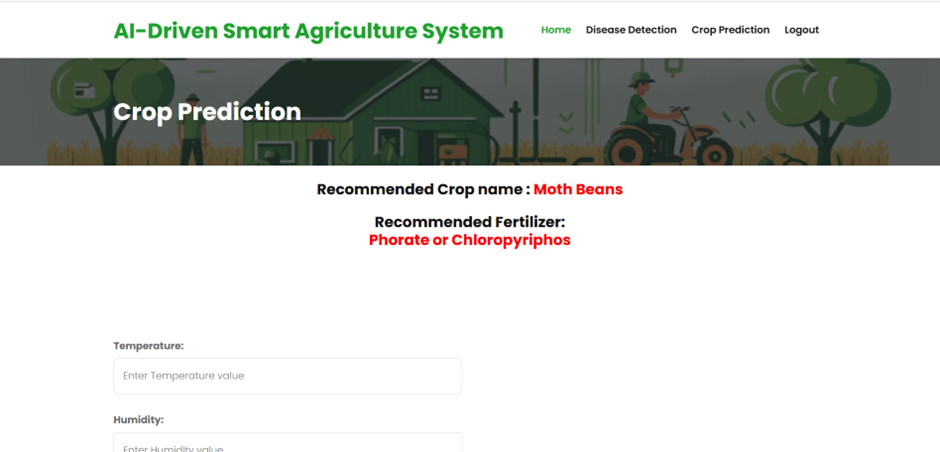 AI-Driven Smart Agriculture System
Home Disease Detection Crop Prediction Logout
Crop Prediction
Recommended Crop name : Moth Beans
Recommended Fertilizer:
Phorate or Chloropyriphos
Temperature:
Enter Temperature value
Humidity:
Enter Humidity value